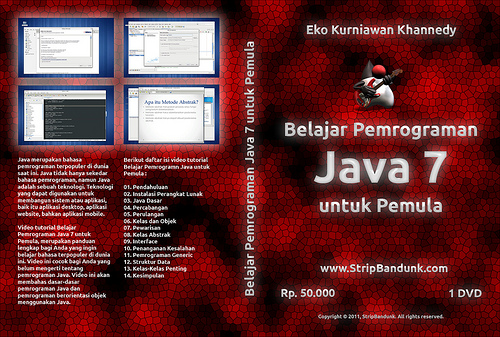 Apa itu Metode Abstrak?
Java merupakan bahasa
pemrograman terpopuler di dunia
saat ini. Java tidak hanya sekedar
bahasa pemrograman, namun Java
adalah sebuah teknologi. Teknologi
yang dapat digunakan untuk
membangun sistem atau aplikasi,
baik itu aplikasi desktop, aplikasi
website, bahkan aplikasi mobile.
Video tutorial Belajar
Pemrograman Java 7 untuk
Pemula, merupakan panduan
lengkap bagi Anda yang ingin
belajar bahasa terpopuler di dunia
ini. Video ini cocok bagi Anda yang
belum mengerti tentang
pemrograman Java. Video ini akan
membahas dasar-dasar
pemrograman Java dan
pemrograman berorientasi objek
menggunakan Java.
Berikut daftar isi video tutorial
Belajar Pemrogramn Java untuk
Pemula :
01. Pendahuluan
02. Instalasi Perangkat Lunak
03. Java Dasar
04. Percabangan
05. Perulangan
06. Kelas dan Objek
07. Pewarisan
08. Kelas Abstrak
09. Interface
10. Penanganan Kesalahan
11. Pemrograman Generic
12. Struktur Data
13. Kelas-Kelas Penting
14. Kesimpulan
Belajar Pemrograman Java 7 untuk Pemula
Eko Kurniawan Khannedy
Belajar Pemrograman
Java 7
untuk Pemula
www.StripBandunk.com
Rp. 50.000
1 DVD
Copyright © 2011, StripBandunk. All rights reserved.